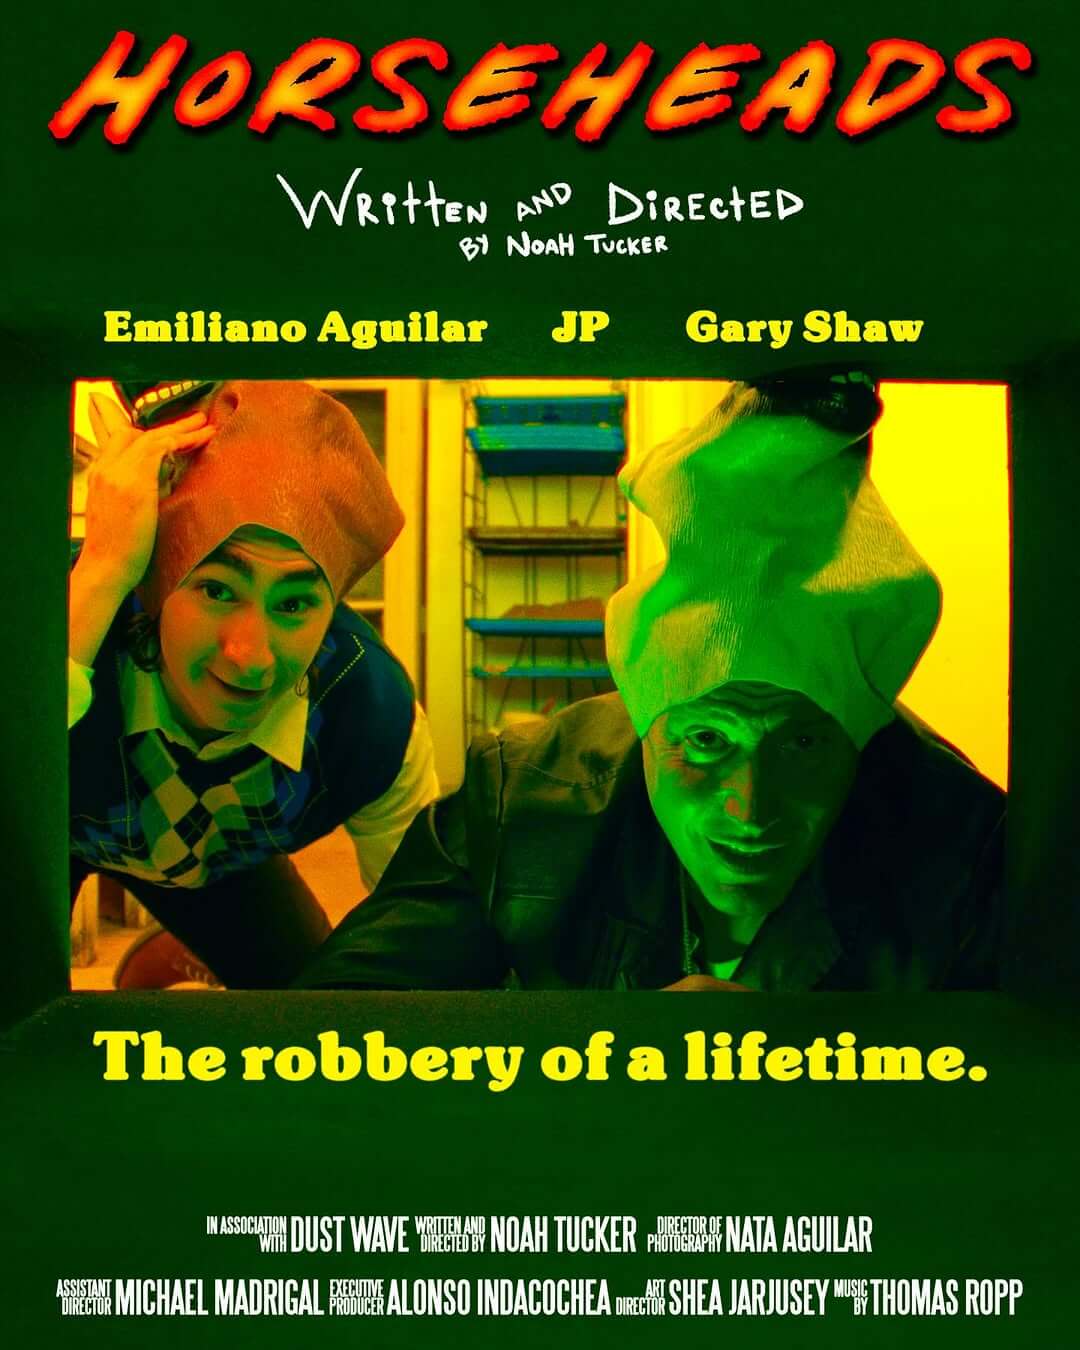 HORSEHEADS
WRittEN AND DiRECtED
BY NOAH TUCKER
Emiliano Aguilar JP Gary Shaw
The robbery of a lifetime.
IN ASSOCIATION WITH DUST WAVE WRITTEN AND DIRECTED BY NOAH TUCKER DIRECTOR OF PHOTOGRAPHY NATA AGUILAR
ASSISTANT DIRECTOR MICHAEL MADRIGAL EXECUTIVE PRODUCER ALONSO INDACOCHEA ART DIRECTOR SHEA JARJUSEY MUSIC BY THOMAS ROPP